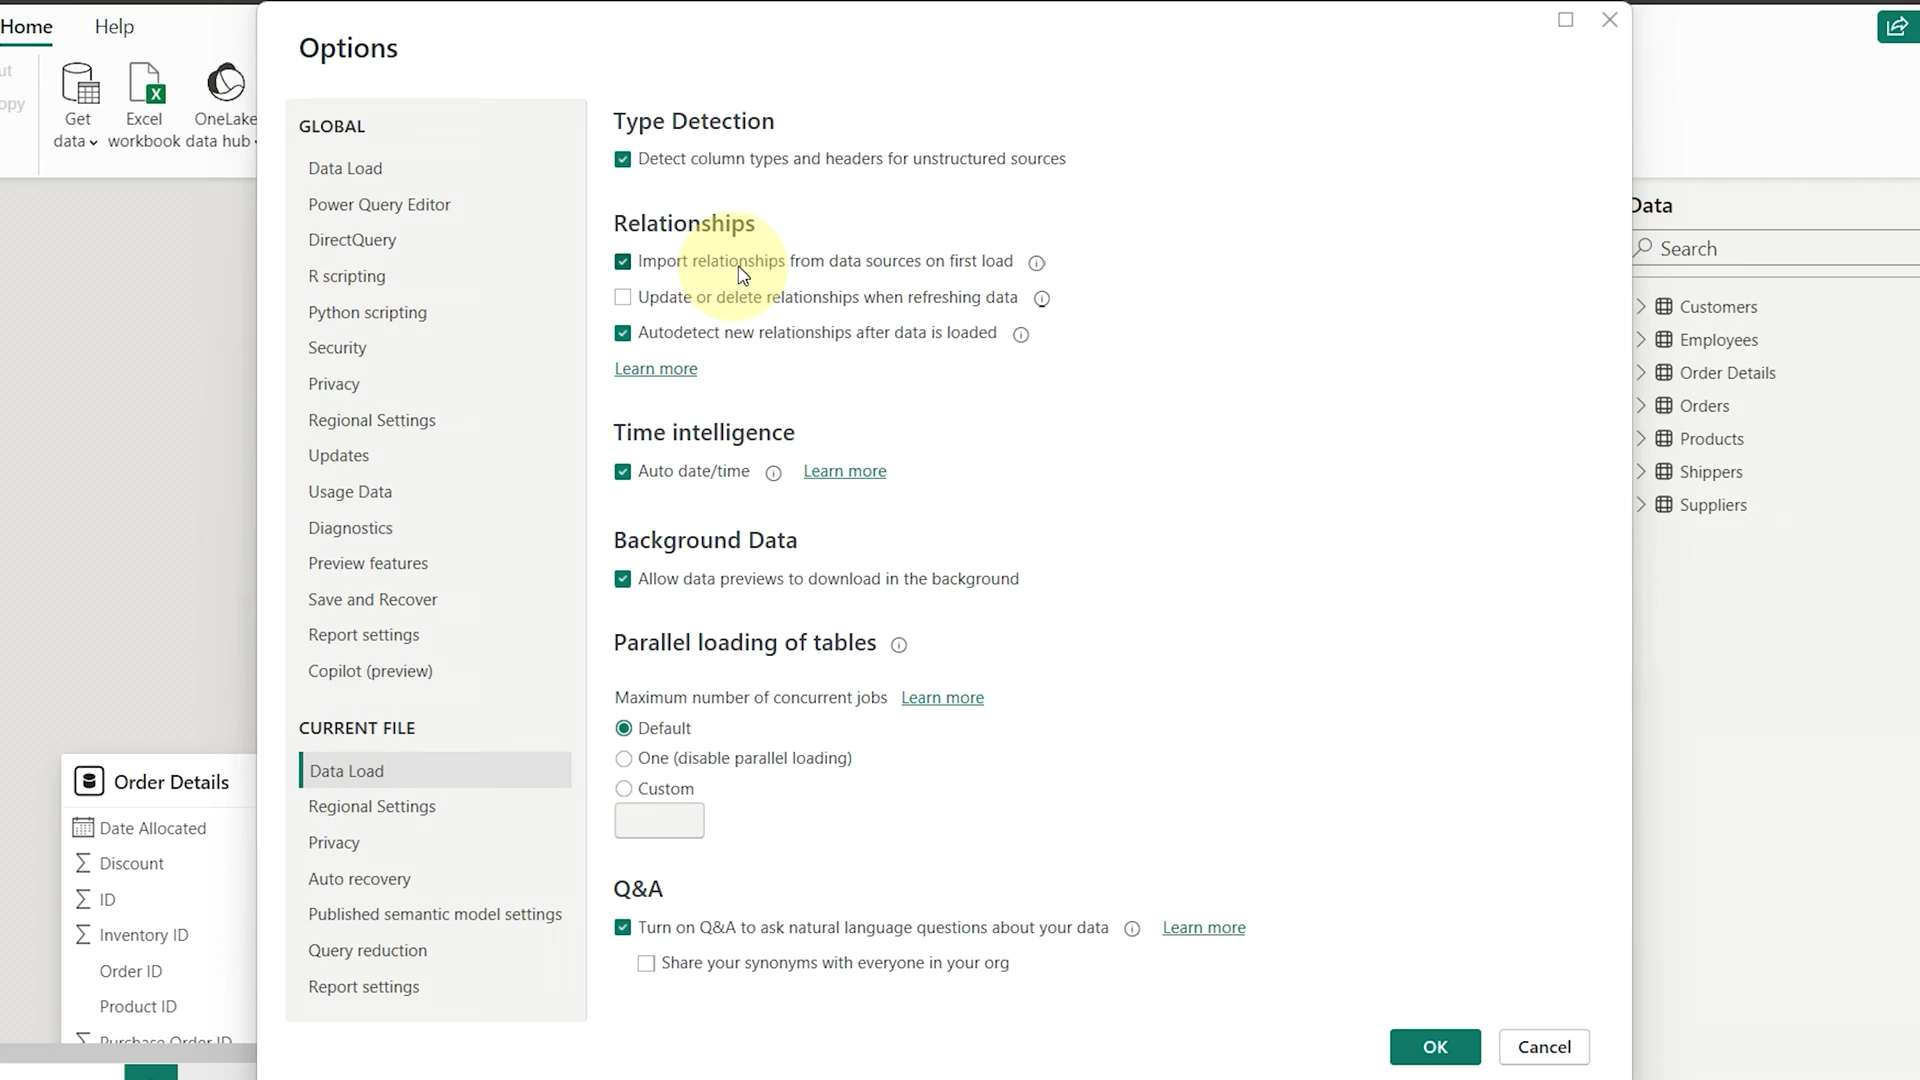 Home
Help
ut
opy
Get
data
Excel
workbook
OneLake
data hub
Options
GLOBAL
Data Load
Power Query Editor
DirectQuery
R scripting
Python scripting
Security
Privacy
Regional Settings
Updates
Usage Data
Diagnostics
Preview features
Save and Recover
Report settings
Copilot (preview)
CURRENT FILE
Data Load
Regional Settings
Privacy
Auto recovery
Published semantic model settings
Query reduction
Report settings
Type Detection
Detect column types and headers for unstructured sources
Relationships
Import relationships from data sources on first load
Update or delete relationships when refreshing data
Autodetect new relationships after data is loaded
Learn more
Time intelligence
Auto date/time Learn more
Background Data
Allow data previews to download in the background
Parallel loading of tables
Maximum number of concurrent jobs Learn more
Default
One (disable parallel loading)
Custom
Q&A
Turn on Q&A to ask natural language questions about your data Learn more
Share your synonyms with everyone in your org
OK
Cancel
Data
Search
Customers
Employees
Order Details
Orders
Products
Shippers
Suppliers
Order Details
Date Allocated
Discount
ID
Inventory ID
Order ID
Product ID
Purchase Order ID